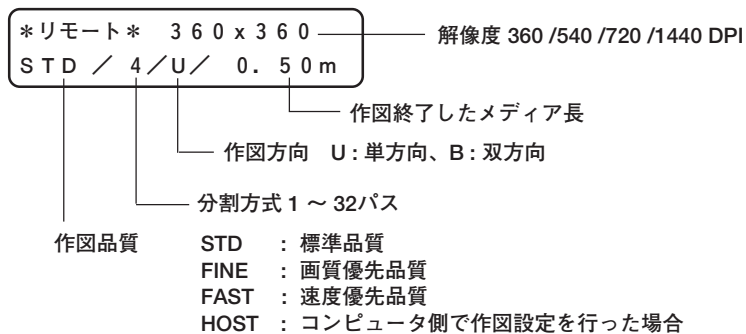 ＊リモート＊ 360x360
解像度 360 /540 /720 /1440 DPI
STD／4／U／ 0．50m
作図終了したメディア長
作図方向 U : 単方向、B : 双方向
分割方式 1 ～ 32パス
作図品質
STD : 標準品質
FINE : 画質優先品質
FAST : 速度優先品質
HOST : コンピュータ側で作図設定を行った場合